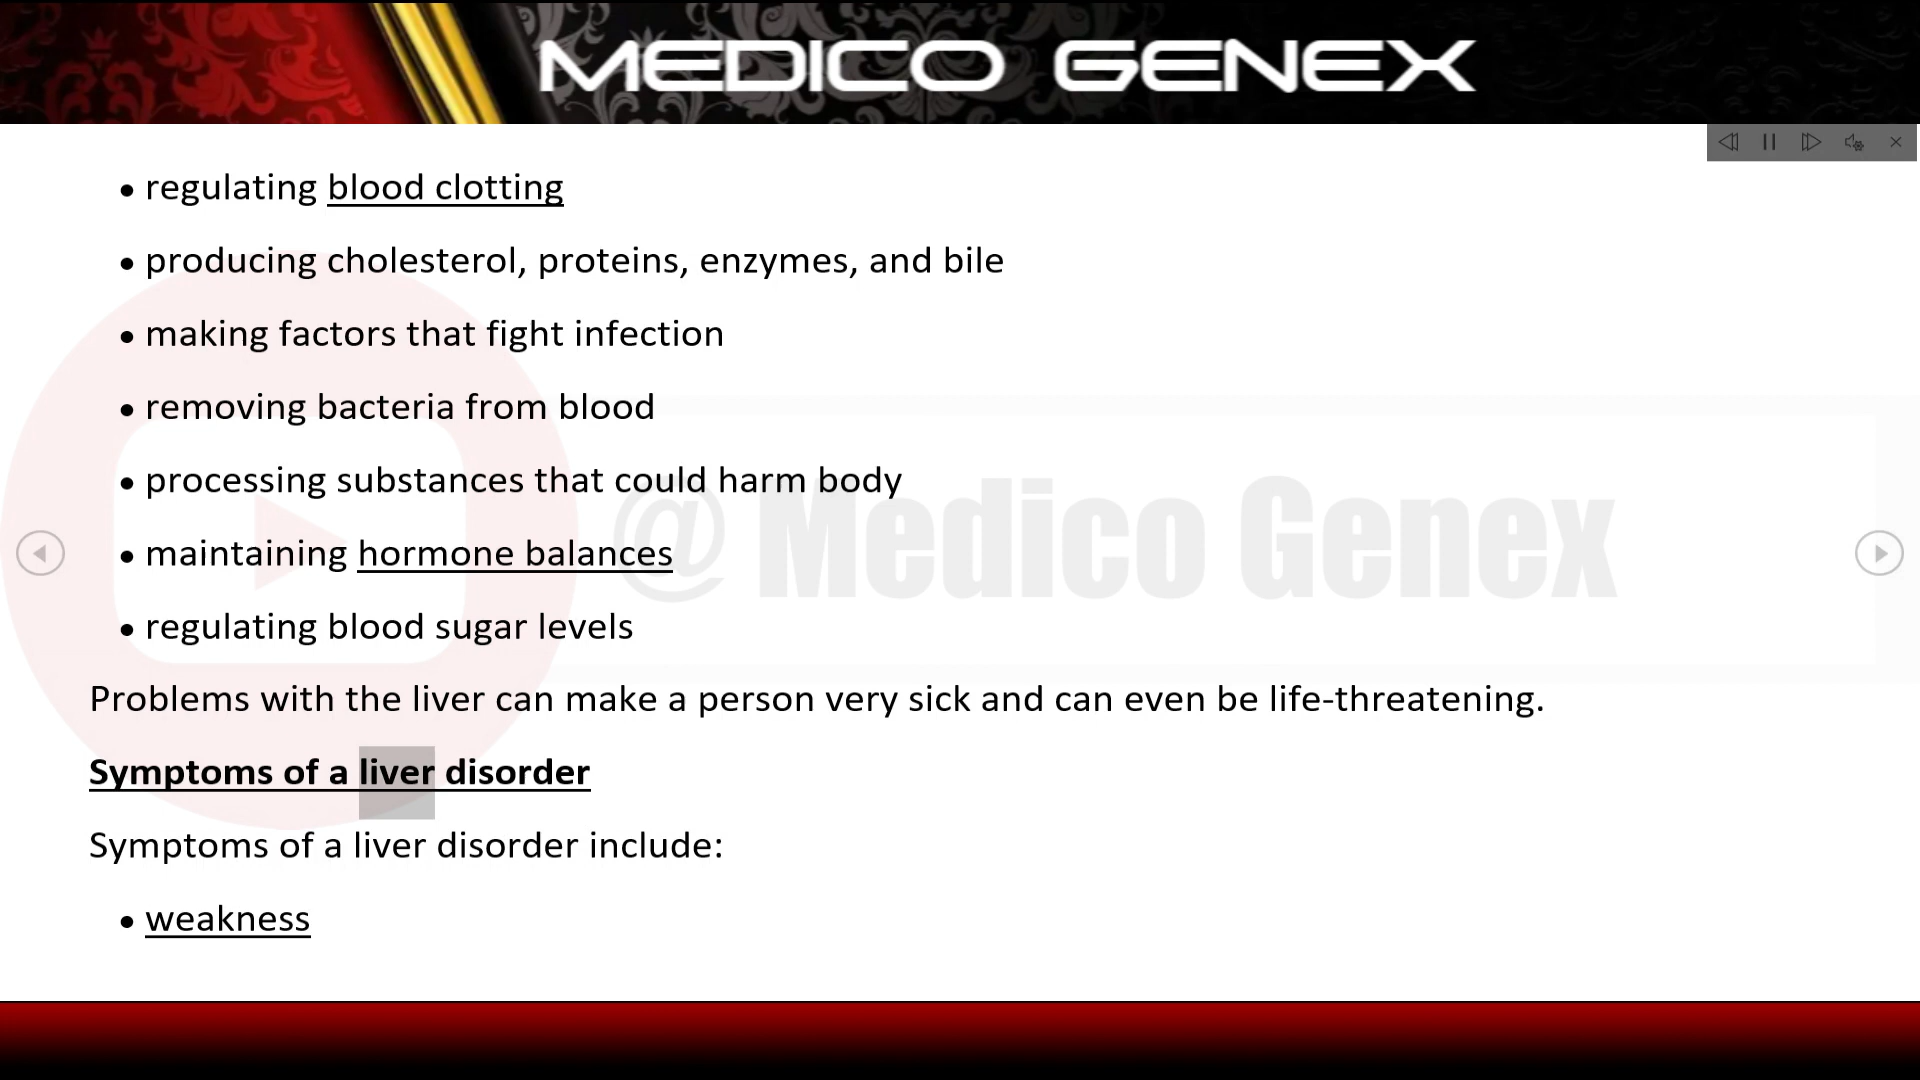 MEDICO GENEX
• regulating blood clotting
• producing cholesterol, proteins, enzymes, and bile
• making factors that fight infection
• removing bacteria from blood
• processing substances that could harm body
• maintaining hormone balances
@ Medico Genex
• regulating blood sugar levels
Problems with the liver can make a person very sick and can even be life-threatening.
Symptoms of a liver disorder
Symptoms of a liver disorder include:
• weakness